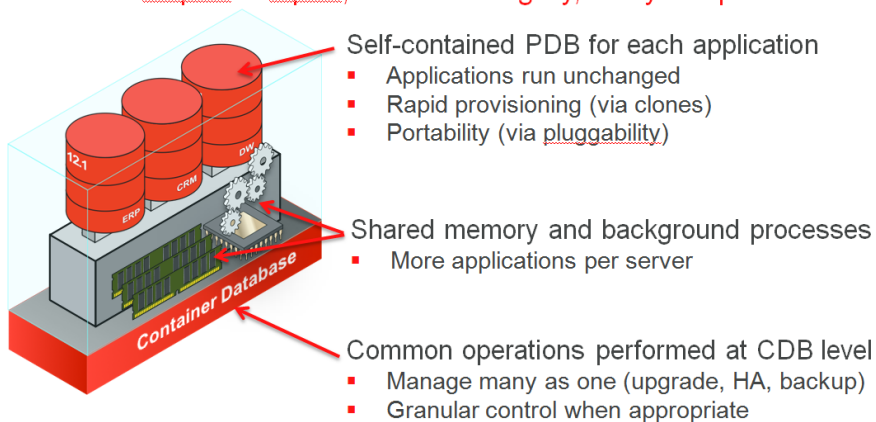 Self-contained PDB for each application
▪ Applications run unchanged
▪ Rapid provisioning (via clones)
▪ Portability (via pluggability)
12.1
DW
CRM
ERP
Shared memory and background processes
▪ More applications per server
Container Database
Common operations performed at CDB level
▪ Manage many as one (upgrade, HA, backup)
▪ Granular control when appropriate